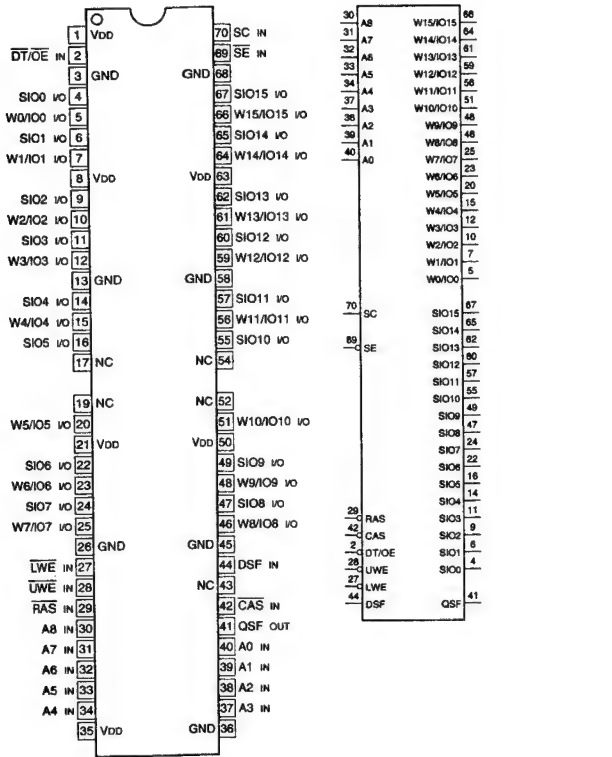 1 VDD 70 SC IN
DT/OE IN 2 69 SE IN
3 GND GND 68
SIO0 I/O 4 67 SIO15 I/O
W0/IO0 I/O 5 66 W15/IO15 I/O
SIO1 I/O 6 65 SIO14 I/O
W1/IO1 I/O 7 64 W14/IO14 I/O
8 VDD VDD 63
SIO2 I/O 9 62 SIO13 I/O
W2/IO2 I/O 10 61 W13/IO13 I/O
SIO3 I/O 11 60 SIO12 I/O
W3/IO3 I/O 12 59 W12/IO12 I/O
13 GND GND 58
SIO4 I/O 14 57 SIO11 I/O
W4/IO4 I/O 15 56 W11/IO11 I/O
SIO5 I/O 16 55 SIO10 I/O
17 NC NC 54
19 NC NC 52
W5/IO5 I/O 20 51 W10/IO10 I/O
21 VDD VDD 50
SIO6 I/O 22 49 SIO9 I/O
W6/IO6 I/O 23 48 W9/IO9 I/O
SIO7 I/O 24 47 SIO8 I/O
W7/IO7 I/O 25 46 W8/IO8 I/O
26 GND GND 45
LWE IN 27 44 DSF IN
UWE IN 28 NC 43
RAS IN 29 42 CAS IN
A8 IN 30 41 QSF OUT
A7 IN 31 40 A0 IN
A6 IN 32 39 A1 IN
A5 IN 33 38 A2 IN
A4 IN 34 37 A3 IN
35 VDD GND 36
30 A8 W15/IO15 66
31 A7 W14/IO14 64
32 A6 W13/IO13 61
33 A5 W12/IO12 59
34 A4 W11/IO11 56
37 A3 W10/IO10 51
38 A2 W9/IO9 48
39 A1 W8/IO8 46
40 A0 W7/IO7 25
W6/IO6 23
W5/IO5 20
W4/IO4 15
W3/IO3 12
W2/IO2 10
W1/IO1 7
W0/IO0 5
70 SC SIO15 67
SIO14 65
69 SE SIO13 62
SIO12 60
SIO11 57
SIO10 55
SIO9 49
SIO8 47
SIO7 24
SIO6 22
SIO5 16
SIO4 14
29 RAS SIO3 11
42 CAS SIO2 9
2 DT/OE SIO1 6
28 UWE SIO0 4
27 LWE
44 DSF QSF 41